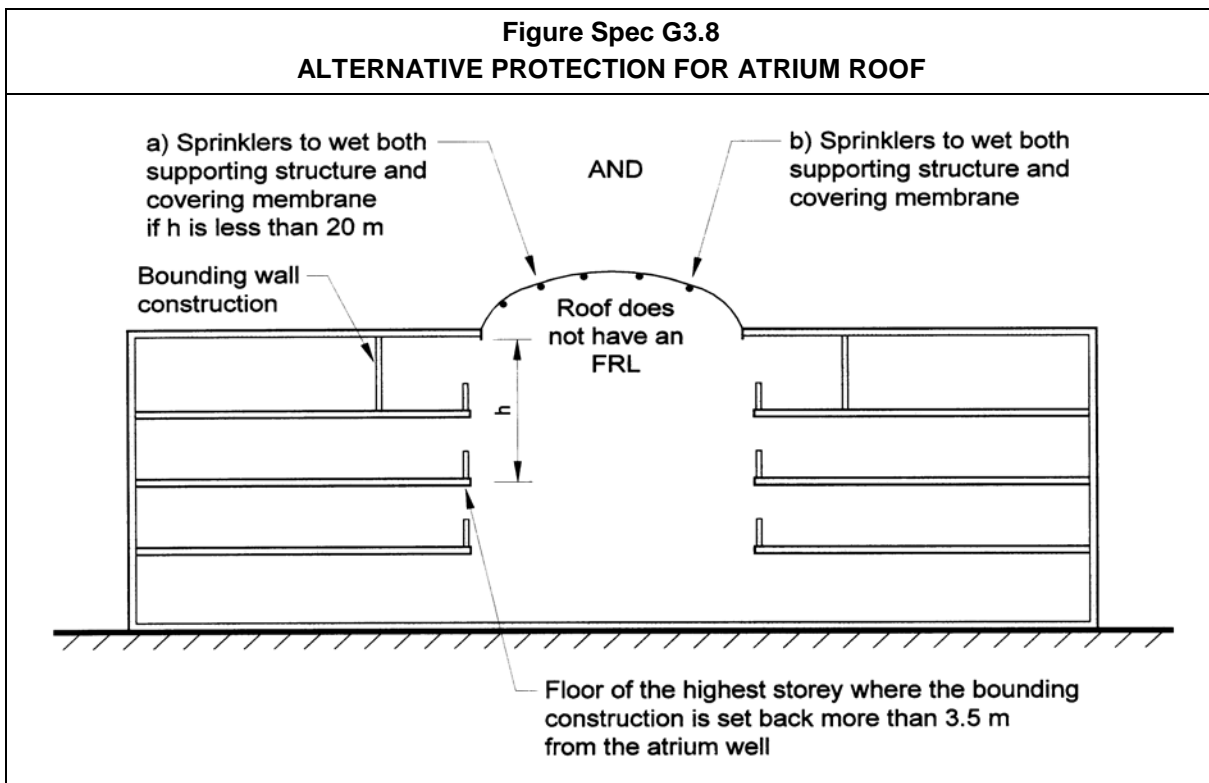 Figure Spec G3.8
ALTERNATIVE PROTECTION FOR ATRIUM ROOF
a) Sprinklers to wet both
supporting structure and
covering membrane
if h is less than 20 m
AND
b) Sprinklers to wet both
supporting structure and
covering membrane
Bounding wall
construction
Roof does
not have an
FRL
h
Floor of the highest storey where the bounding
construction is set back more than 3.5 m
from the atrium well